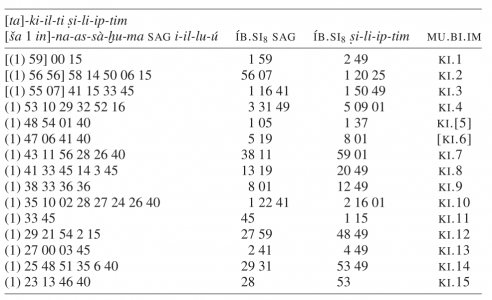 [ta]-ki-il-ti ṣi-li-ip-tim
[ša 1 in]-na-as-sà-ḫu-ma SAG i-il-lu-ú ÍB.SI₈ SAG ÍB.SI₈ ṣi-li-ip-tim MU.BI.IM
[(1) 59] 00 15 1 59 2 49 KI.1
[(1) 56 56] 58 14 50 06 15 56 07 1 20 25 KI.2
[(1) 55 07] 41 15 33 45 1 16 41 1 50 49 KI.3
(1) 53 10 29 32 52 16 3 31 49 5 09 01 KI.4
(1) 48 54 01 40 1 05 1 37 KI.[5]
(1) 47 06 41 40 5 19 8 01 [KI.6]
(1) 43 11 56 28 26 40 38 11 59 01 KI.7
(1) 41 33 45 14 3 45 13 19 20 49 KI.8
(1) 38 33 36 36 8 01 12 49 KI.9
(1) 35 10 02 28 27 24 26 40 1 22 41 2 16 01 KI.10
(1) 33 45 45 1 15 KI.11
(1) 29 21 54 2 15 27 59 48 49 KI.12
(1) 27 00 03 45 2 41 4 49 KI.13
(1) 25 48 51 35 6 40 29 31 53 49 KI.14
(1) 23 13 46 40 28 53 KI.15